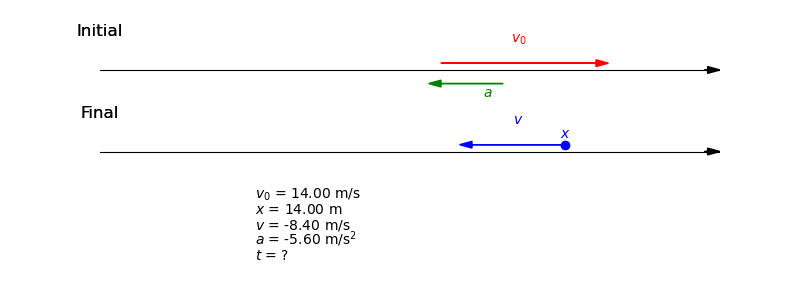 Initial
v₀
a
Final
v
x
v₀ = 14.00 m/s
x = 14.00 m
v = -8.40 m/s
a = -5.60 m/s²
t = ?